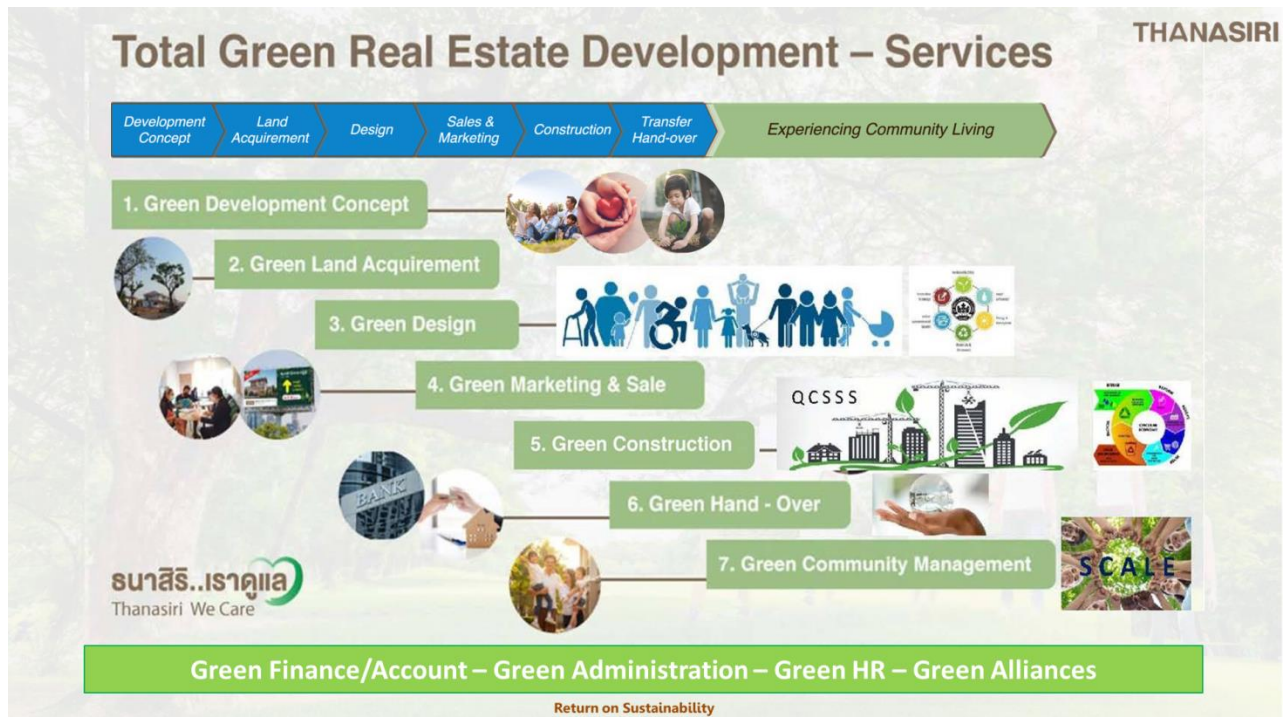 THANASIRI
Total Green Real Estate Development – Services
Development
Concept
Land
Acquirement
Design
Sales &
Marketing
Construction
Transfer
Hand-over
Experiencing Community Living
1. Green Development Concept
2. Green Land Acquirement
3. Green Design
4. Green Marketing & Sale
QCSSS
5. Green Construction
BANK
6. Green Hand - Over
7. Green Community Management
SCALE
ธนาสิริ..เราดูแล
Thanasiri We Care
Green Finance/Account – Green Administration – Green HR – Green Alliances
Return on Sustainability